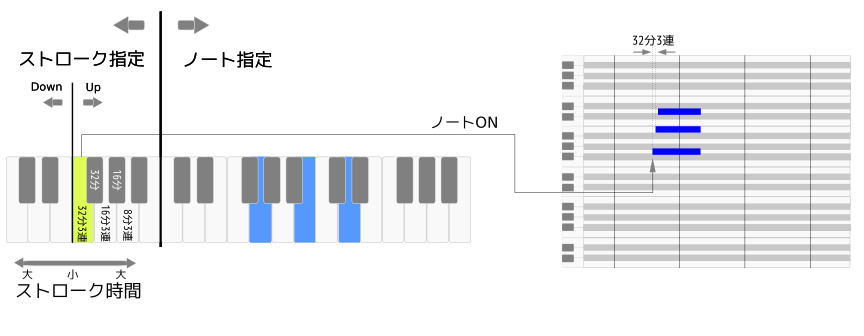 ストローク指定
ノート指定
Down
Up
32分3連
ノートON
32分
16分
32分3連
16分3連
8分3連
大
小
大
ストローク時間